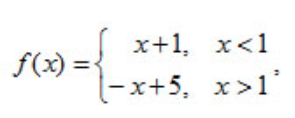 f(x) = { x+1, x<1
-x+5, x>1 ,